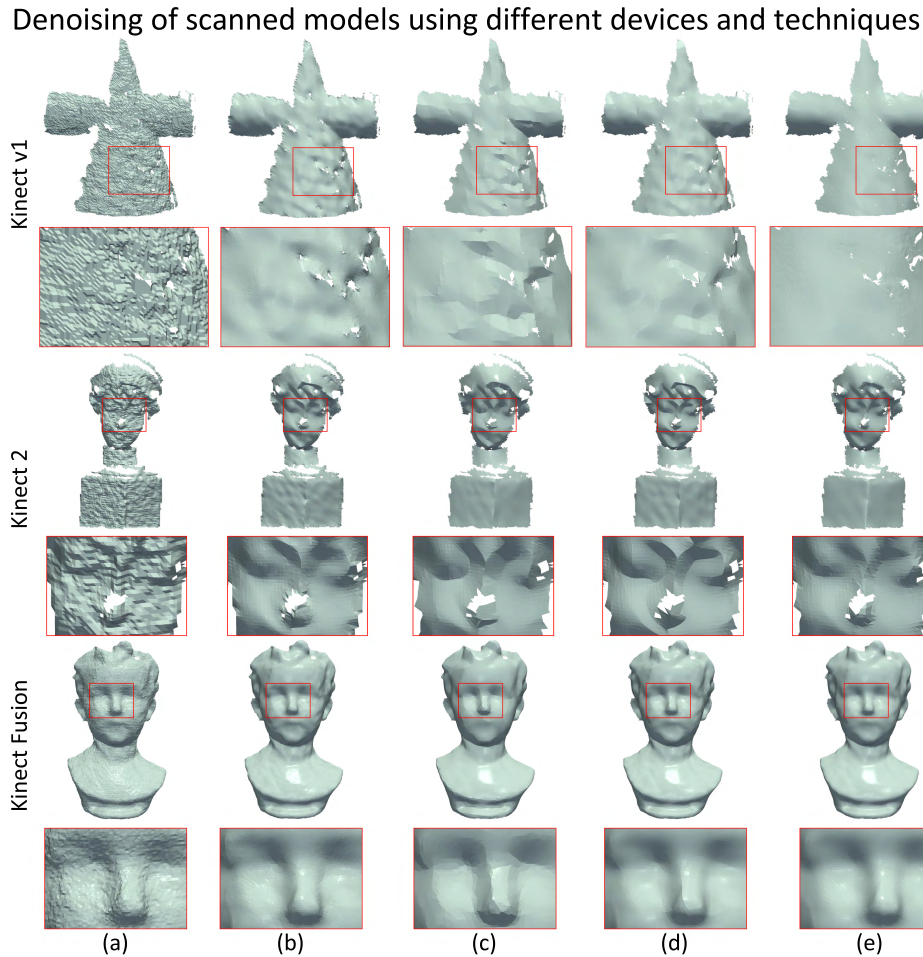 Denoising of scanned models using different devices and techniques
Kinect v1
Kinect 2
Kinect Fusion
(a) (b) (c) (d) (e)